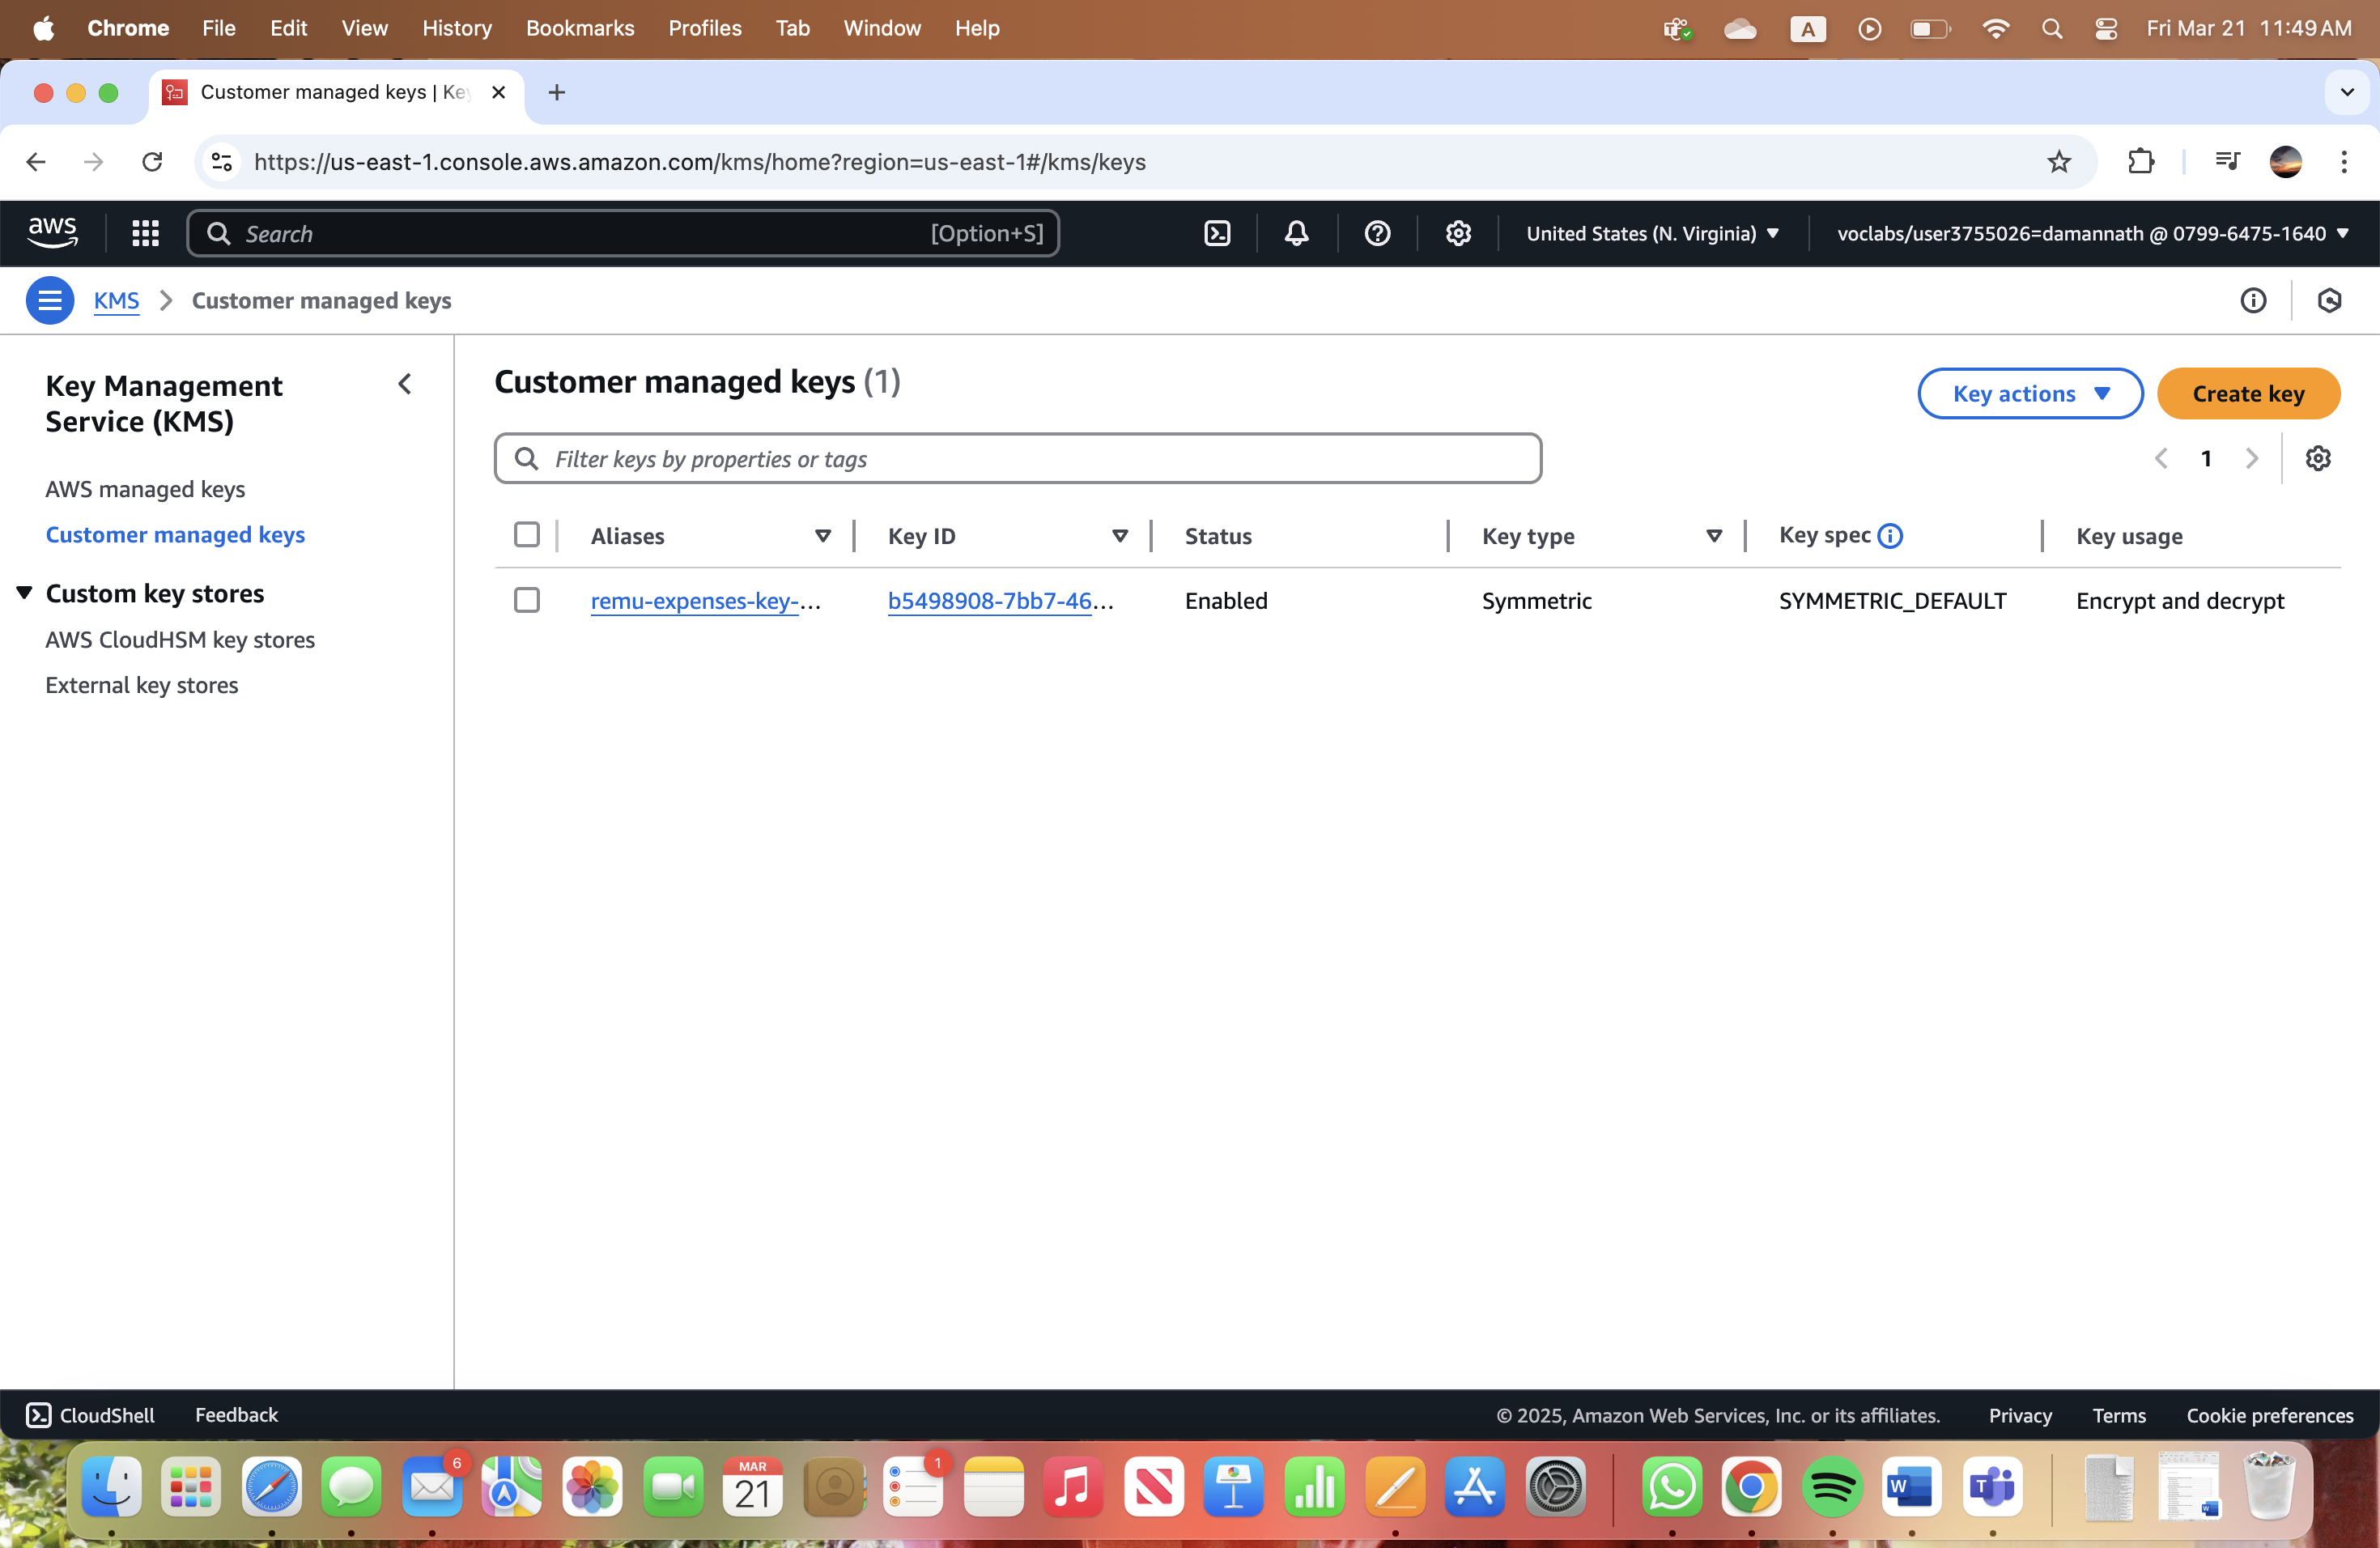 Chrome File Edit View History Bookmarks Profiles Tab Window Help A Fri Mar 21 11:49 AM
Customer managed keys | Key
https://us-east-1.console.aws.amazon.com/kms/home?region=us-east-1#/kms/keys
aws Search [Option+S] United States (N. Virginia) voclabs/user3755026=damannath @ 0799-6475-1640
KMS Customer managed keys
Key Management
Service (KMS)
AWS managed keys
Customer managed keys
Custom key stores
AWS CloudHSM key stores
External key stores
Customer managed keys (1)
Key actions Create key
Filter keys by properties or tags
1
Aliases Key ID Status Key type Key spec Key usage
remu-expenses-key-... b5498908-7bb7-46... Enabled Symmetric SYMMETRIC_DEFAULT Encrypt and decrypt
CloudShell Feedback © 2025, Amazon Web Services, Inc. or its affiliates. Privacy Terms Cookie preferences
6
MAR
21
1
W
T